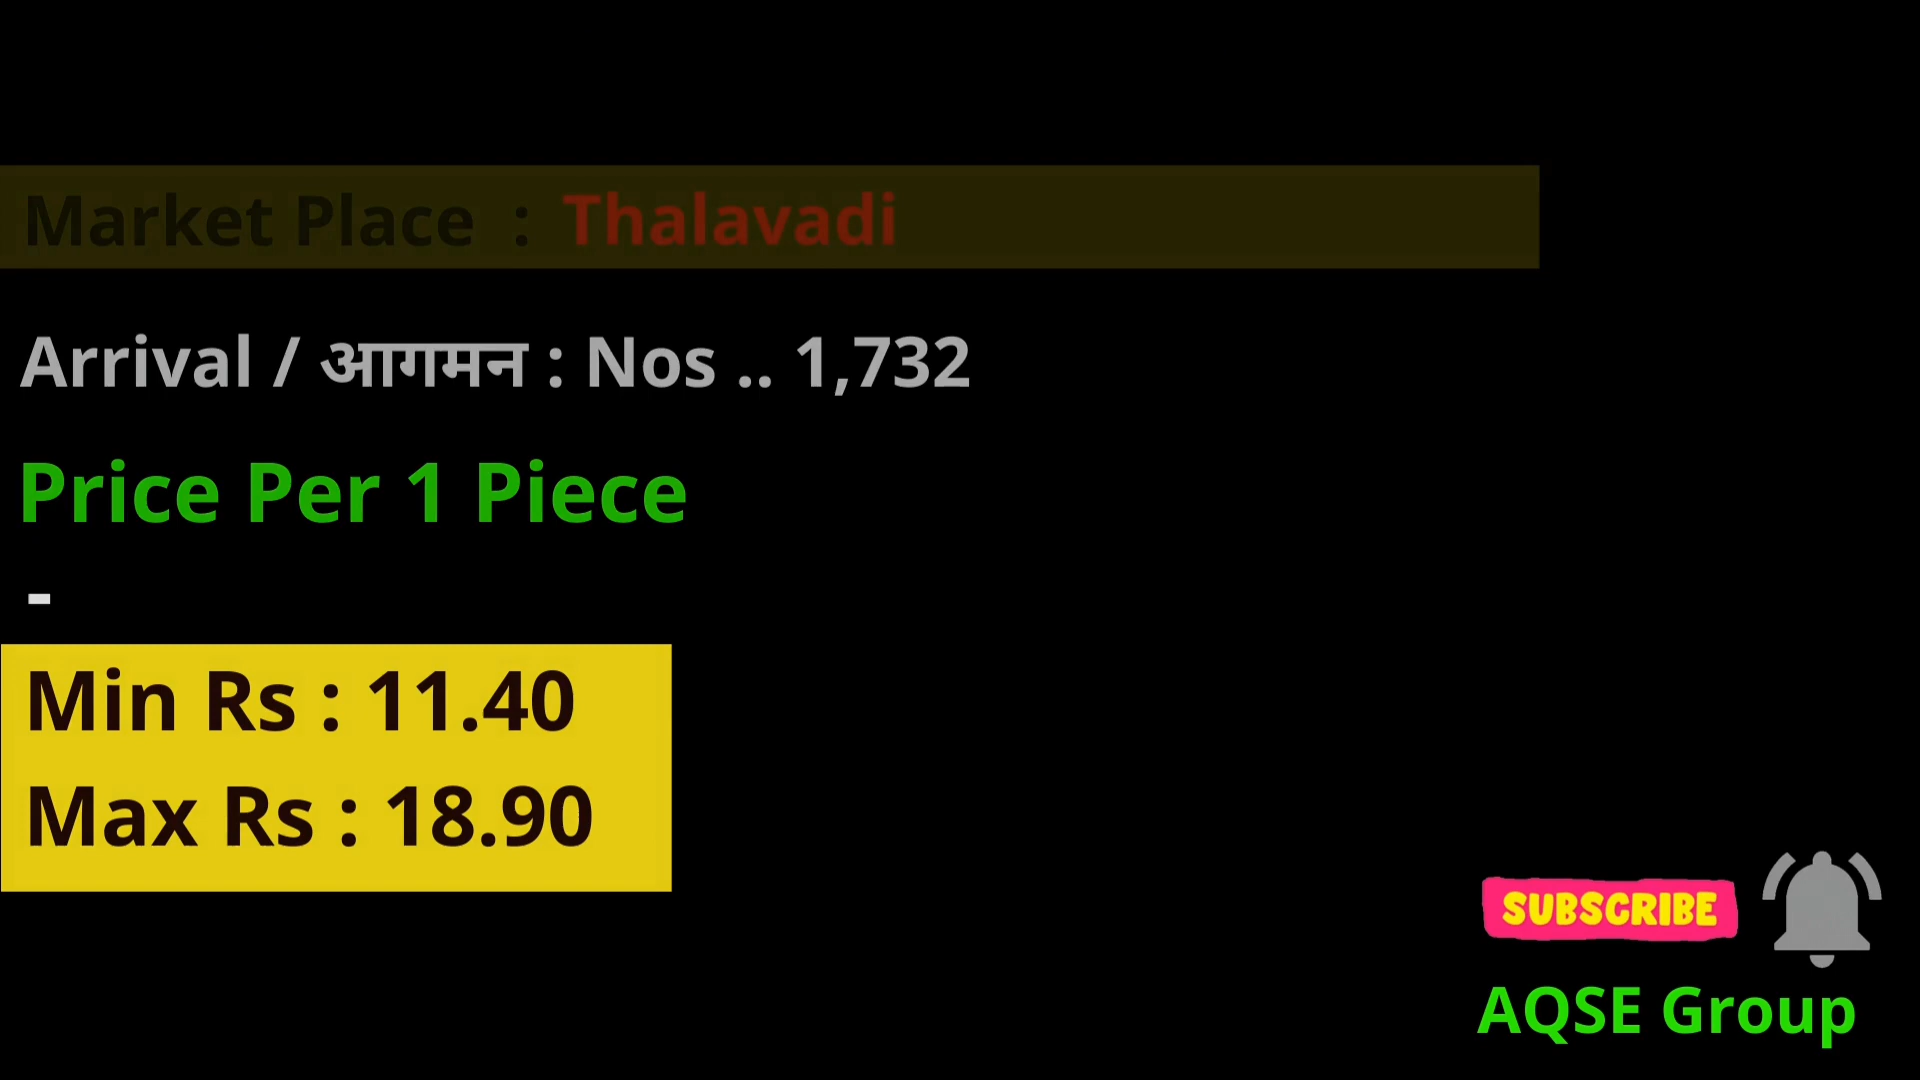 Market Place : Thalavadi
Arrival / आगमन : Nos .. 1,732
Price Per 1 Piece
-
Min Rs : 11.40
Max Rs : 18.90
SUBSCRIBE
AQSE Group